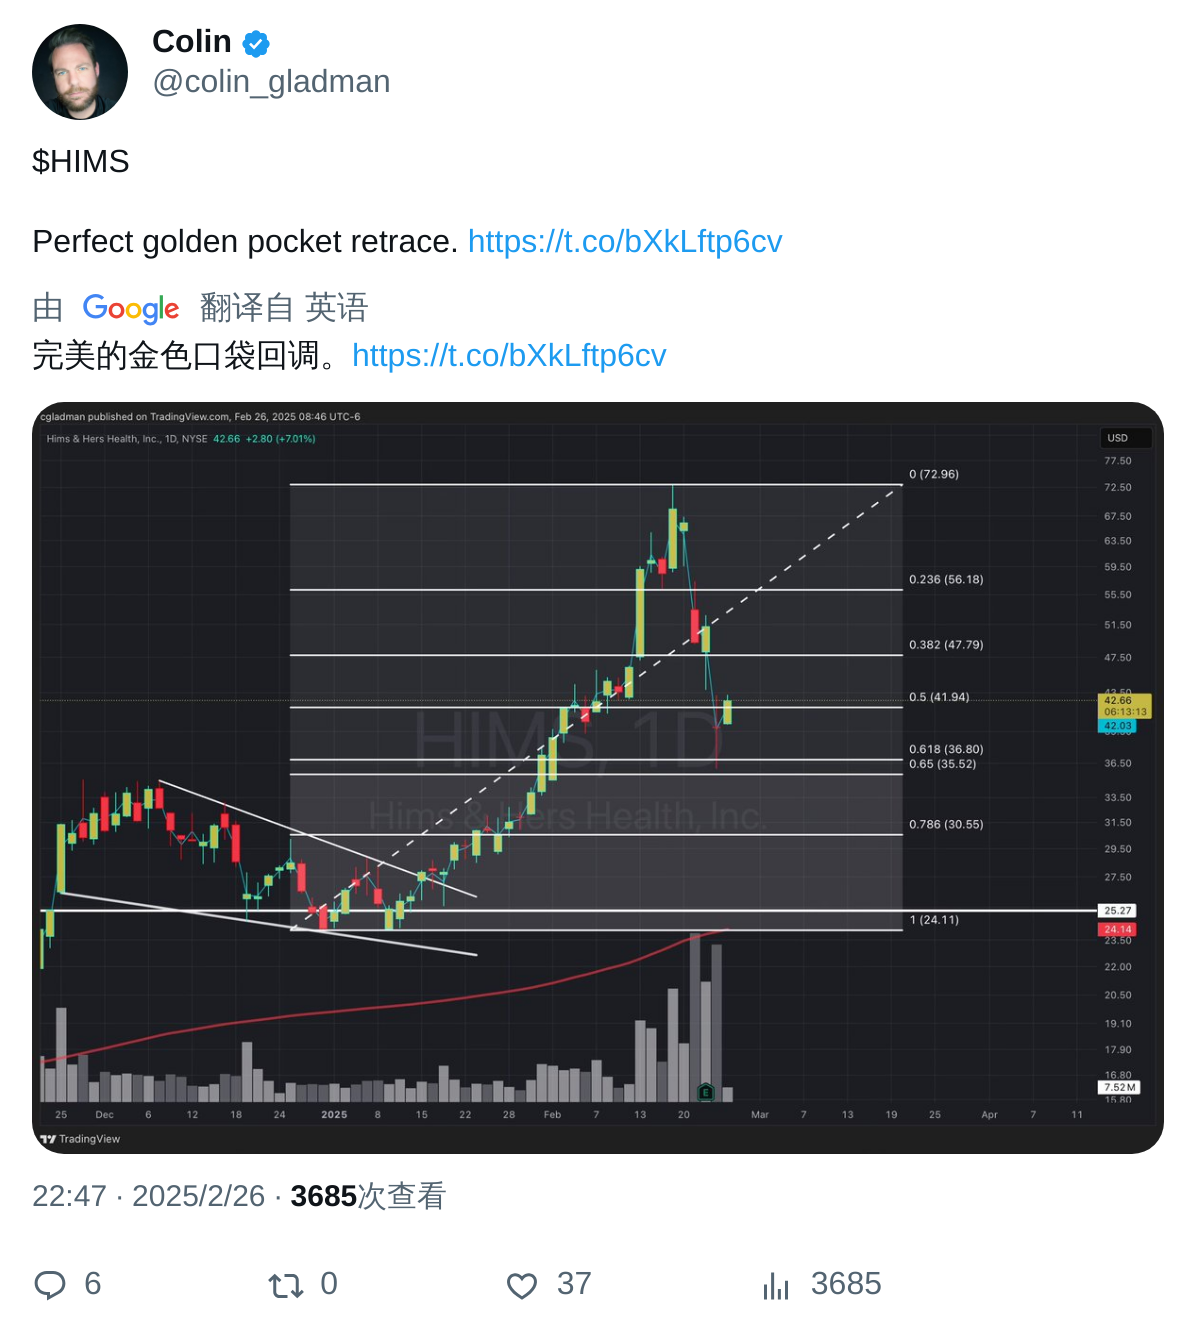 Colin
@colin_gladman
$HIMS
Perfect golden pocket retrace. https://t.co/bXkLftp6cv
由 Google 翻译自 英语
完美的金色口袋回调。https://t.co/bXkLftp6cv
cgladman published on TradingView.com, Feb 26, 2025 08:46 UTC-6
Hims & Hers Health, Inc., 1D, NYSE 42.66 +2.80 (+7.01%)
USD
77.50
0 (72.96)
72.50
67.50
63.50
59.50
0.236 (56.18)
55.50
51.50
0.382 (47.79)
47.50
43.50
0.5 (41.94)
42.66
06:13:13
42.03
HIMS, 1D
0.618 (36.80)
0.65 (35.52)
36.50
33.50
Hims & Hers Health, Inc.
31.50
0.786 (30.55)
29.50
27.50
25.27
1 (24.11)
24.14
23.50
22.00
20.50
19.10
17.90
16.80
7.52M
15.80
E
25 Dec 6 12 18 24 2025 8 15 22 28 Feb 7 13 20 Mar 7 13 19 25 Apr 7 11
TradingView
22:47 · 2025/2/26 · 3685次查看
6 0 37 3685